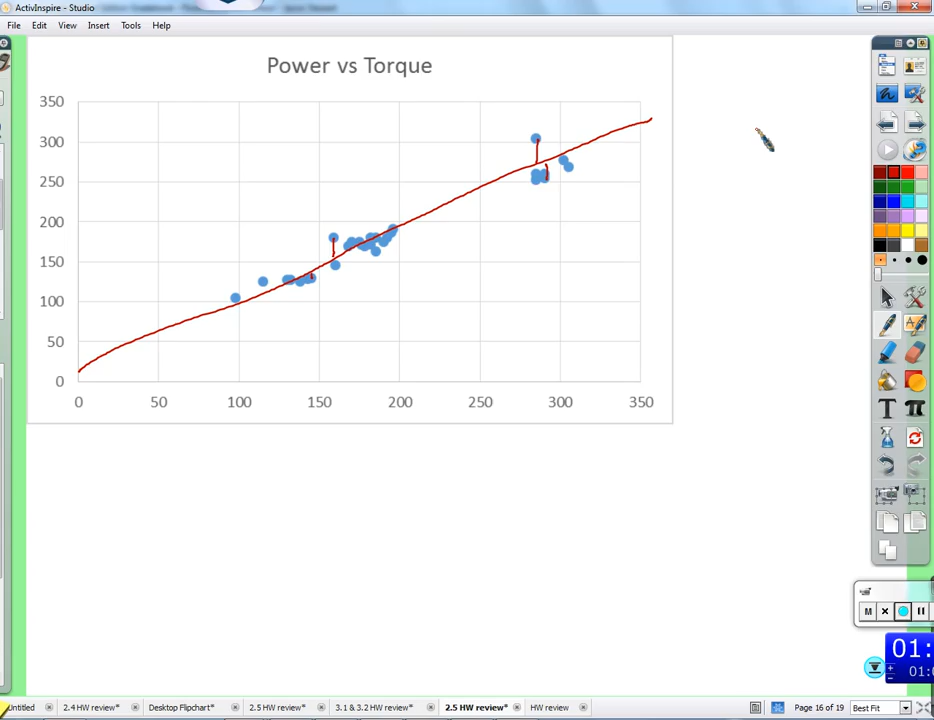 ActivInspire - Studio
File Edit View Insert Tools Help
Power vs Torque
350
300
250
200
150
100
50
0
0 50 100 150 200 250 300 350
M
01:
01:
Untitled 2.4 HW review* Desktop Flipchart* 2.5 HW review* 3.1 & 3.2 HW review* 2.5 HW review* HW review Page 16 of 19 Best Fit